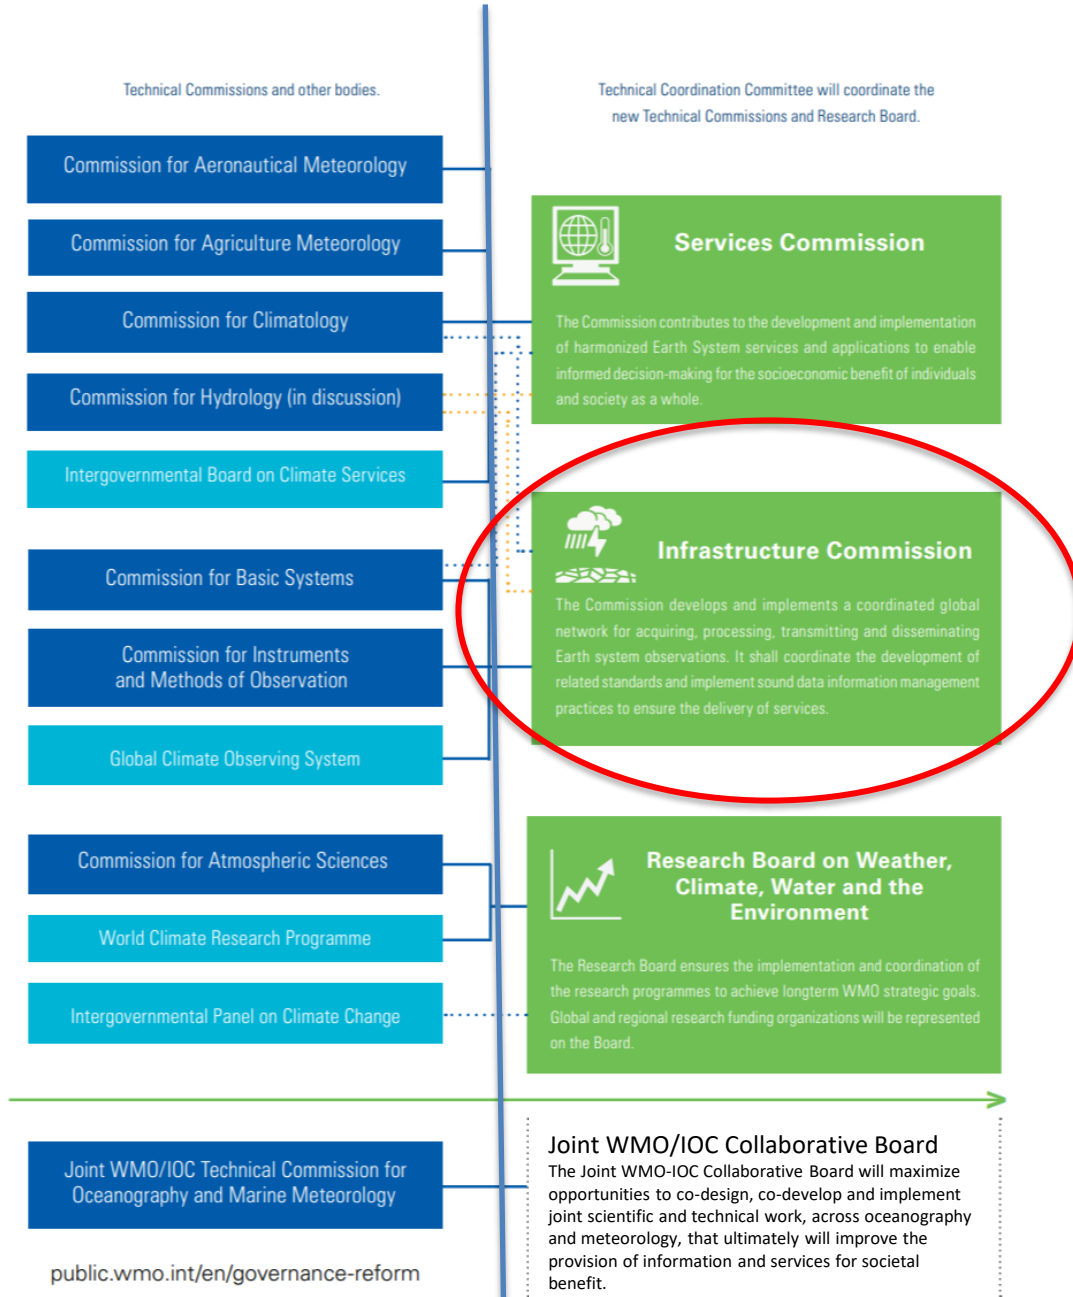 Technical Commissions and other bodies.
Commission for Aeronautical Meteorology
Commission for Agriculture Meteorology
Commission for Climatology
Commission for Hydrology (in discussion)
Intergovernmental Board on Climate Services
Commission for Basic Systems
Commission for Instruments
and Methods of Observation
Global Climate Observing System
Commission for Atmospheric Sciences
World Climate Research Programme
Intergovernmental Panel on Climate Change
Joint WMO/IOC Technical Commission for
Oceanography and Marine Meteorology
public.wmo.int/en/governance-reform
Technical Coordination Committee will coordinate the
new Technical Commissions and Research Board.
Services Commission
The Commission contributes to the development and implementation
of harmonized Earth System services and applications to enable
informed decision-making for the socioeconomic benefit of individuals
and society as a whole.
Infrastructure Commission
The Commission develops and implements a coordinated global
network for acquiring, processing, transmitting and disseminating
Earth system observations. It shall coordinate the development of
related standards and implement sound data information management
practices to ensure the delivery of services.
Research Board on Weather,
Climate, Water and the
Environment
The Research Board ensures the implementation and coordination of
the research programmes to achieve longterm WMO strategic goals.
Global and regional research funding organizations will be represented
on the Board.
Joint WMO/IOC Collaborative Board
The Joint WMO-IOC Collaborative Board will maximize
opportunities to co-design, co-develop and implement
joint scientific and technical work, across oceanography
and meteorology, that ultimately will improve the
provision of information and services for societal
benefit.